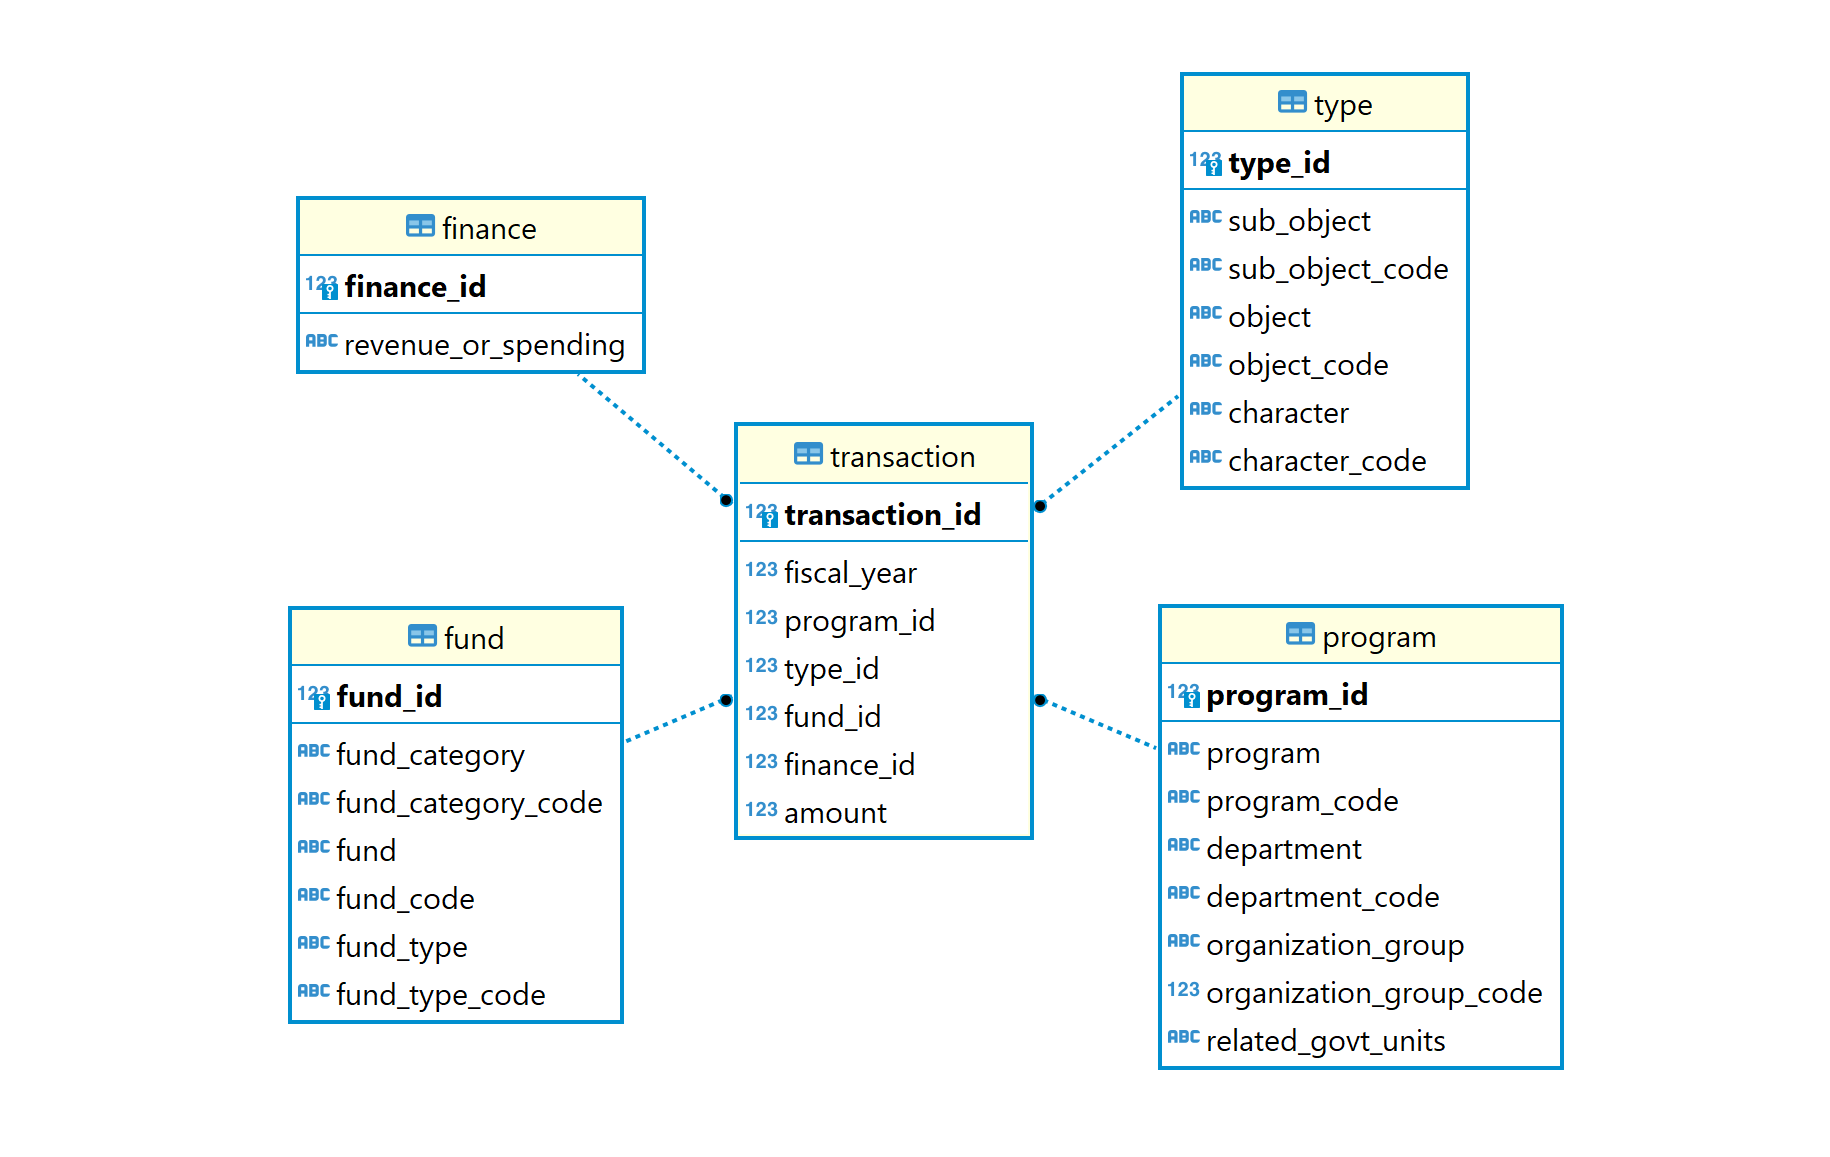 finance
123 finance_id
ABC revenue_or_spending
type
123 type_id
ABC sub_object
ABC sub_object_code
ABC object
ABC object_code
ABC character
ABC character_code
transaction
123 transaction_id
123 fiscal_year
123 program_id
123 type_id
123 fund_id
123 finance_id
123 amount
fund
123 fund_id
ABC fund_category
ABC fund_category_code
ABC fund
ABC fund_code
ABC fund_type
ABC fund_type_code
program
123 program_id
ABC program
ABC program_code
ABC department
ABC department_code
ABC organization_group
123 organization_group_code
ABC related_govt_units